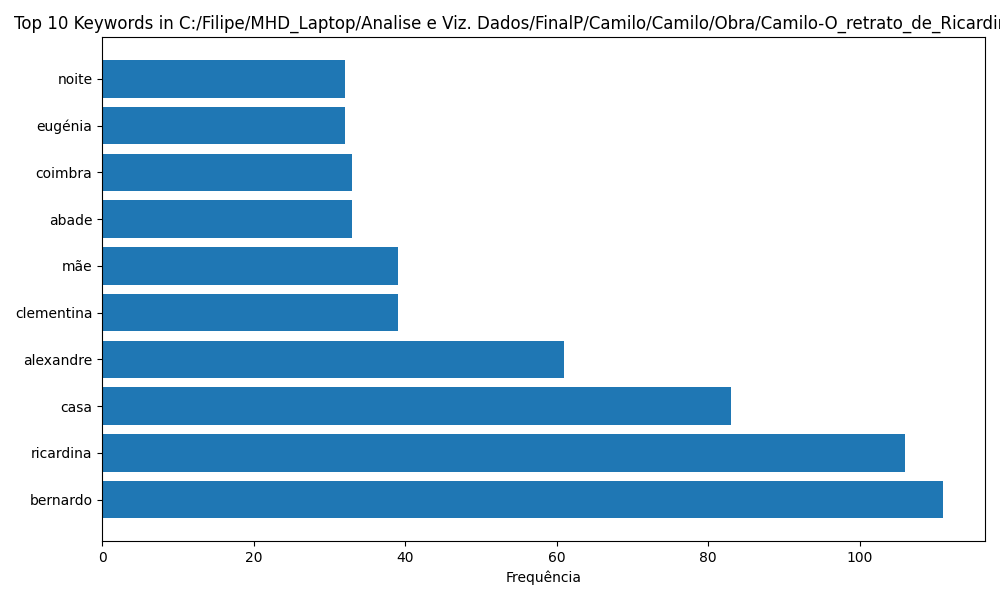 Top 10 Keywords in C:/Filipe/MHD_Laptop/Analise e Viz. Dados/FinalP/Camilo/Camilo/Obra/Camilo-O_retrato_de_Ricardin
noite
eugénia
coimbra
abade
mãe
clementina
alexandre
casa
ricardina
bernardo
0 20 40 60 80 100
Frequência